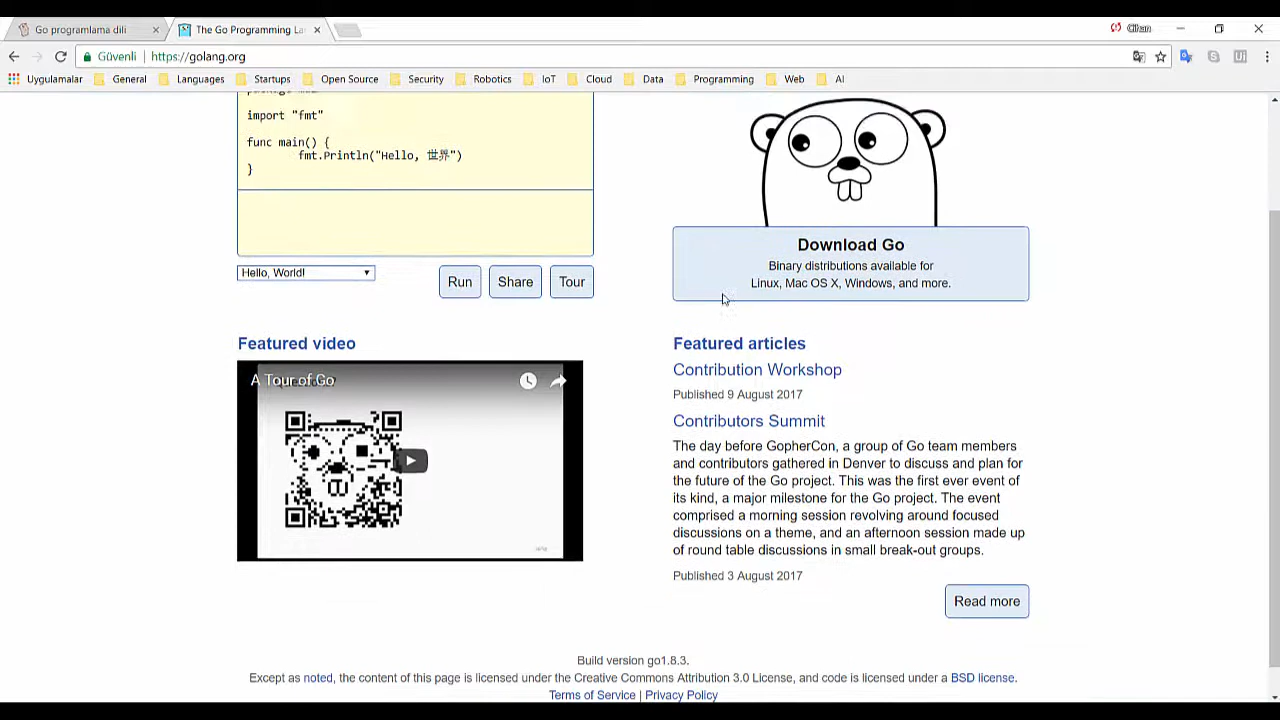 Go programlama dili
The Go Programming La
Cihan
Güvenli
https://golang.org
Uygulamalar
General
Languages
Startups
Open Source
Security
Robotics
IoT
Cloud
Data
Programming
Web
AI
import "fmt"
func main() {
fmt.Println("Hello, 世界")
}
Hello, World!
Run
Share
Tour
Download Go
Binary distributions available for
Linux, Mac OS X, Windows, and more.
Featured video
A Tour of Go
Featured articles
Contribution Workshop
Published 9 August 2017
Contributors Summit
The day before GopherCon, a group of Go team members
and contributors gathered in Denver to discuss and plan for
the future of the Go project. This was the first ever event of
its kind, a major milestone for the Go project. The event
comprised a morning session revolving around focused
discussions on a theme, and an afternoon session made up
of round table discussions in small break-out groups.
Published 3 August 2017
Read more
Build version go1.8.3.
Except as noted, the content of this page is licensed under the Creative Commons Attribution 3.0 License, and code is licensed under a BSD license.
Terms of Service | Privacy Policy